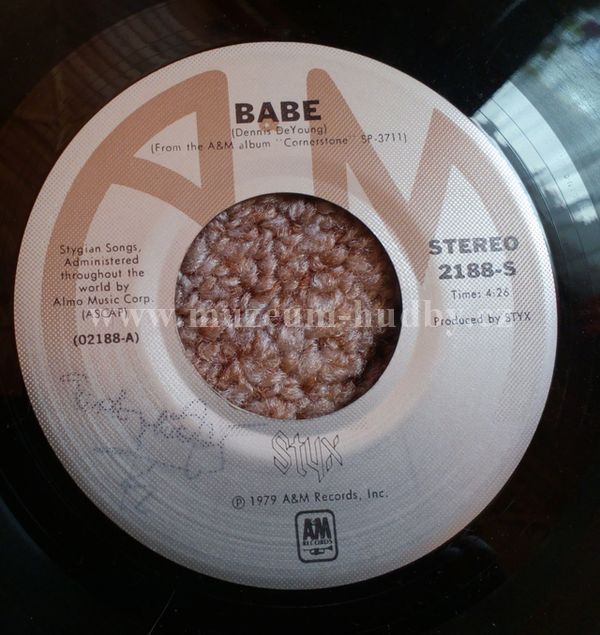 BABE
(Dennis DeYoung)
(From the A&M album "Cornerstone" SP-3711)
Stygian Songs,
Administered
throughout the
world by
Almo Music Corp.
(ASCAP)
(02188-A)
STEREO
2188-S
Time: 4:26
Produced by STYX
www.muzeum-hudby
Styx
℗ 1979 A&M Records, Inc.
AM
RECORDS